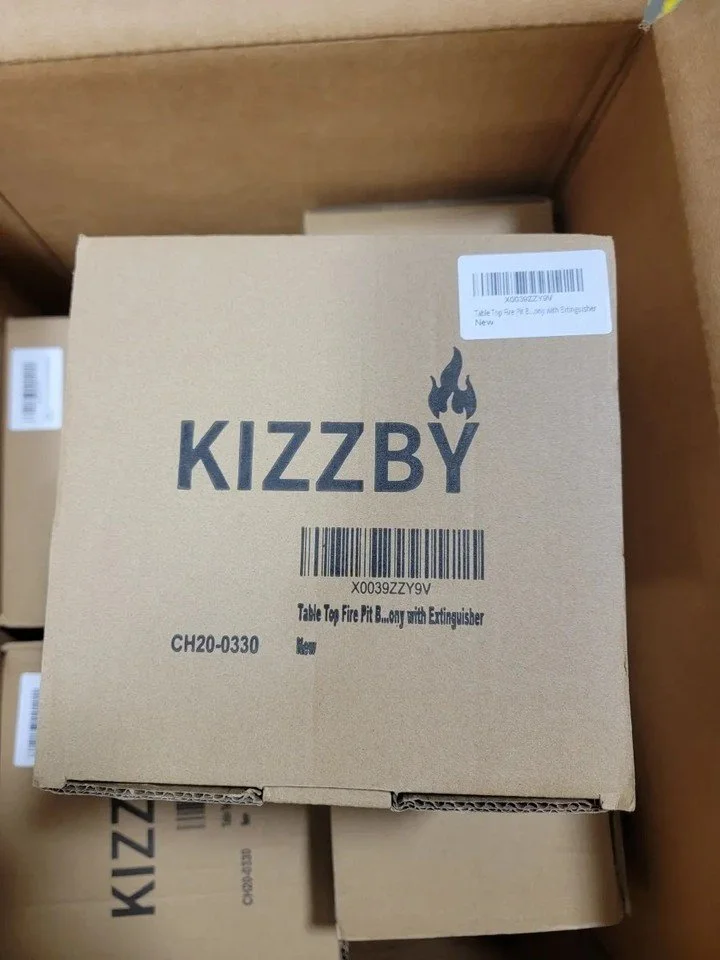 X0039ZZY9V
Table Top Fire Pit B...ony with Extinguisher
New
KIZZBY
X0039ZZY9V
Table Top Fire Pit B...ony with Extinguisher
New
CH20-0330
KIZZ
CH20-0330